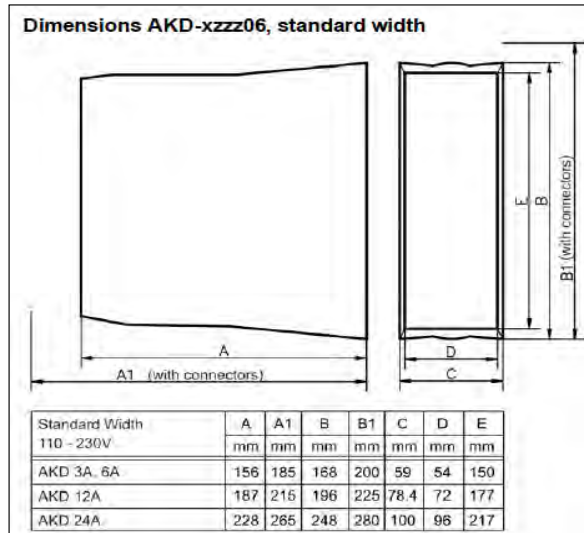 Dimensions AKD-xzzz06, standard width
E
B
B1 (with connectors)
A
D
A1 (with connectors)
C
Standard Width 110 - 230V A A1 B B1 C D E
mm mm mm mm mm mm mm
AKD 3A, 6A 156 185 168 200 59 54 150
AKD 12A 187 215 196 225 78.4 72 177
AKD 24A 228 265 248 280 100 96 217